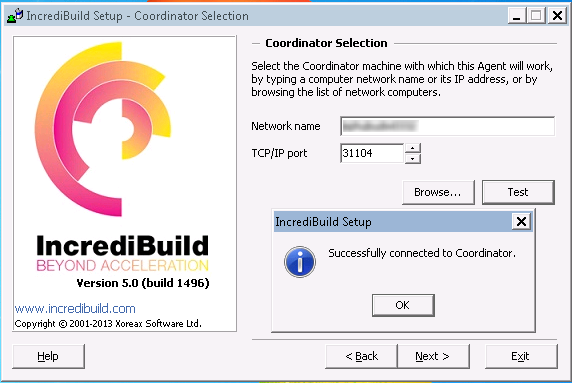 IncrediBuild Setup - Coordinator Selection
Coordinator Selection
Select the Coordinator machine with which this Agent will work,
by typing a computer network name or its IP address, or by
browsing the list of network computers.
Network name
TCP/IP port 31104
Browse... Test
IncrediBuild Setup
Successfully connected to Coordinator.
OK
IncrediBuild
BEYOND ACCELERATION
Version 5.0 (build 1496)
www.incredibuild.com
Copyright © 2001-2013 Xoreax Software Ltd.
Help < Back Next > Exit